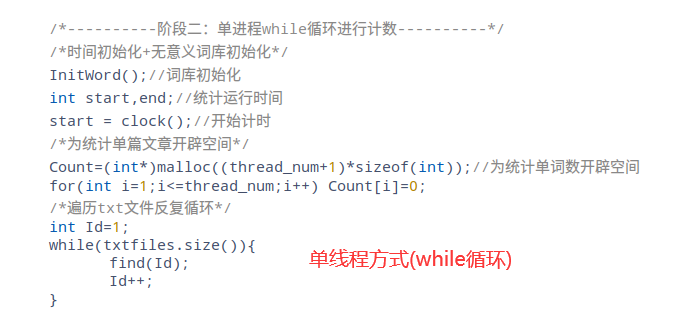 /*----------阶段二：单进程while循环进行计数----------*/
/*时间初始化+无意义词库初始化*/
InitWord();//词库初始化
int start,end;//统计运行时间
start = clock();//开始计时
/*为统计单篇文章开辟空间*/
Count=(int*)malloc((thread_num+1)*sizeof(int));//为统计单词数开辟空间
for(int i=1;i<=thread_num;i++) Count[i]=0;
/*遍历txt文件反复循环*/
int Id=1;
while(txtfiles.size()){
find(Id);
单线程方式(while循环)
Id++;
}